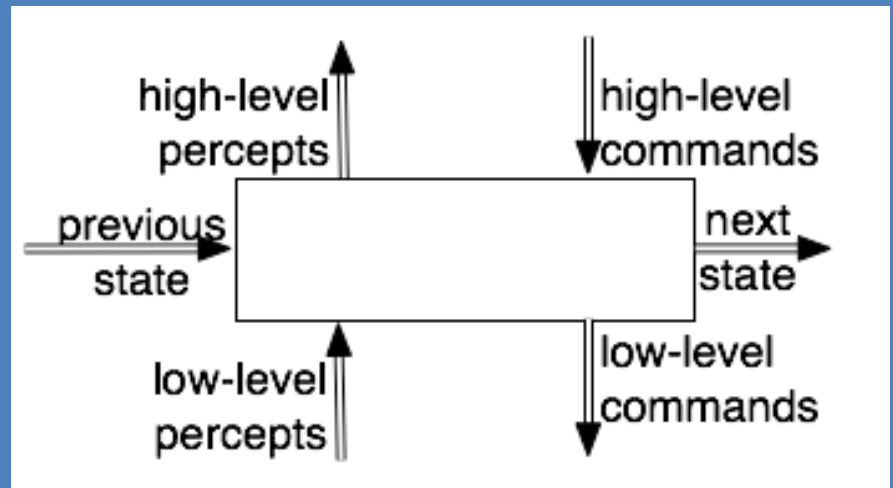 high-level
percepts
high-level
commands
previous
state
next
state
low-level
percepts
low-level
commands